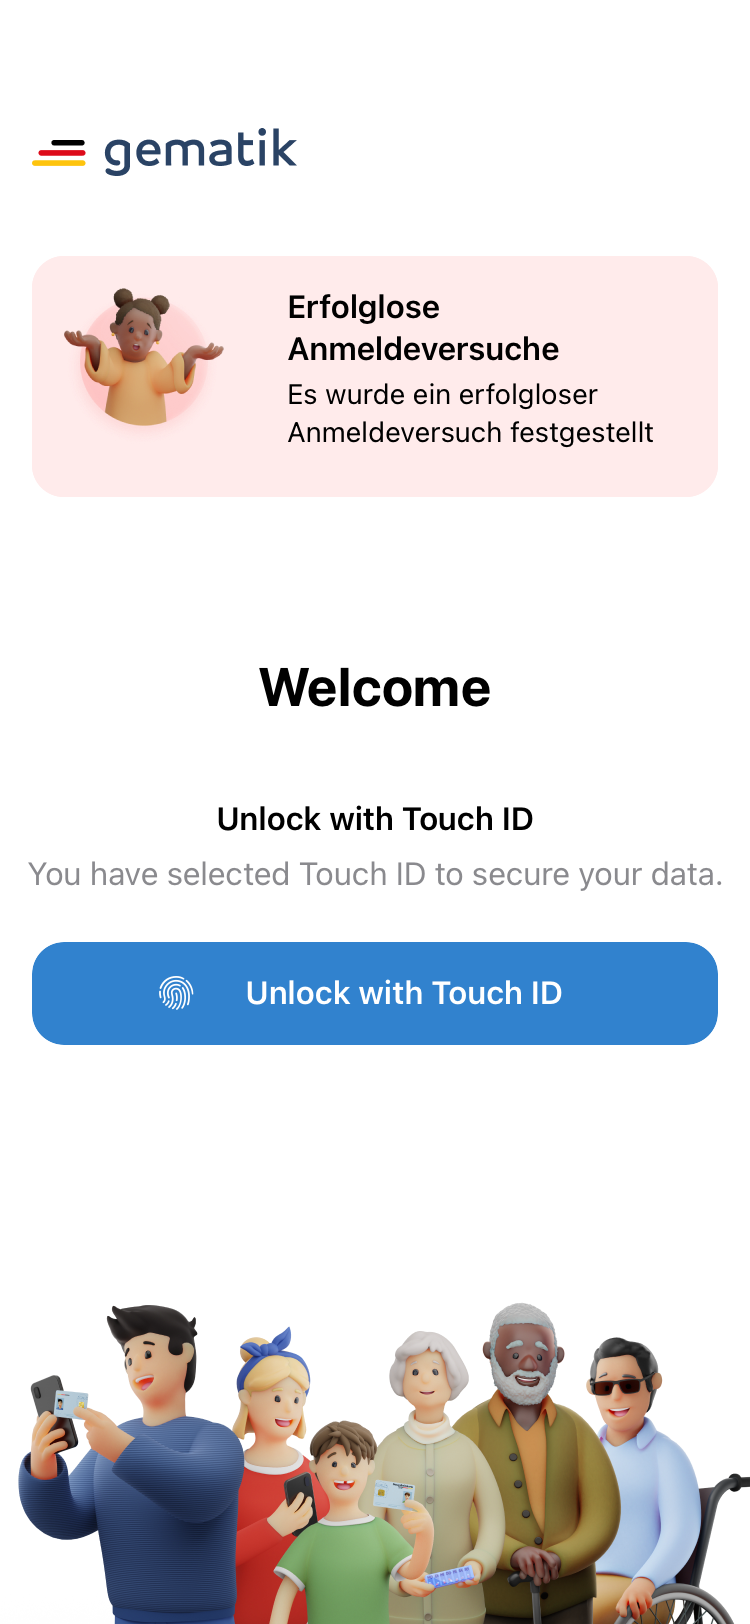 gematik
Erfolglose
Anmeldeversuche
Es wurde ein erfolgloser
Anmeldeversuch festgestellt
Welcome
Unlock with Touch ID
You have selected Touch ID to secure your data.
Unlock with Touch ID